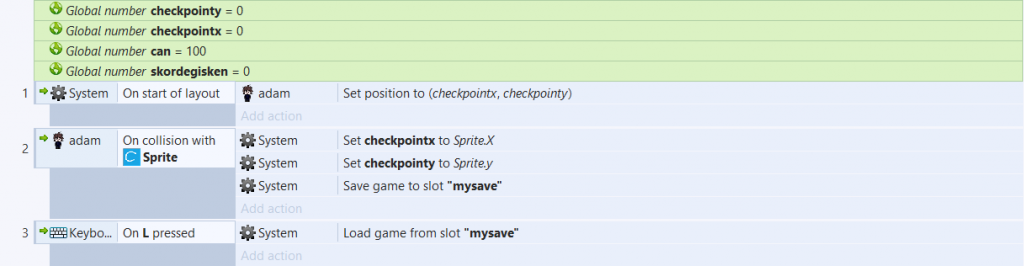 Global number checkpointy = 0
Global number checkpointx = 0
Global number can = 100
Global number skordegisken = 0
1 System On start of layout adam Set position to (checkpointx, checkpointy)
Add action
2 adam On collision with Sprite System Set checkpointx to Sprite.X
System Set checkpointy to Sprite.y
System Save game to slot "mysave"
Add action
3 Keybo... On L pressed System Load game from slot "mysave"
Add action